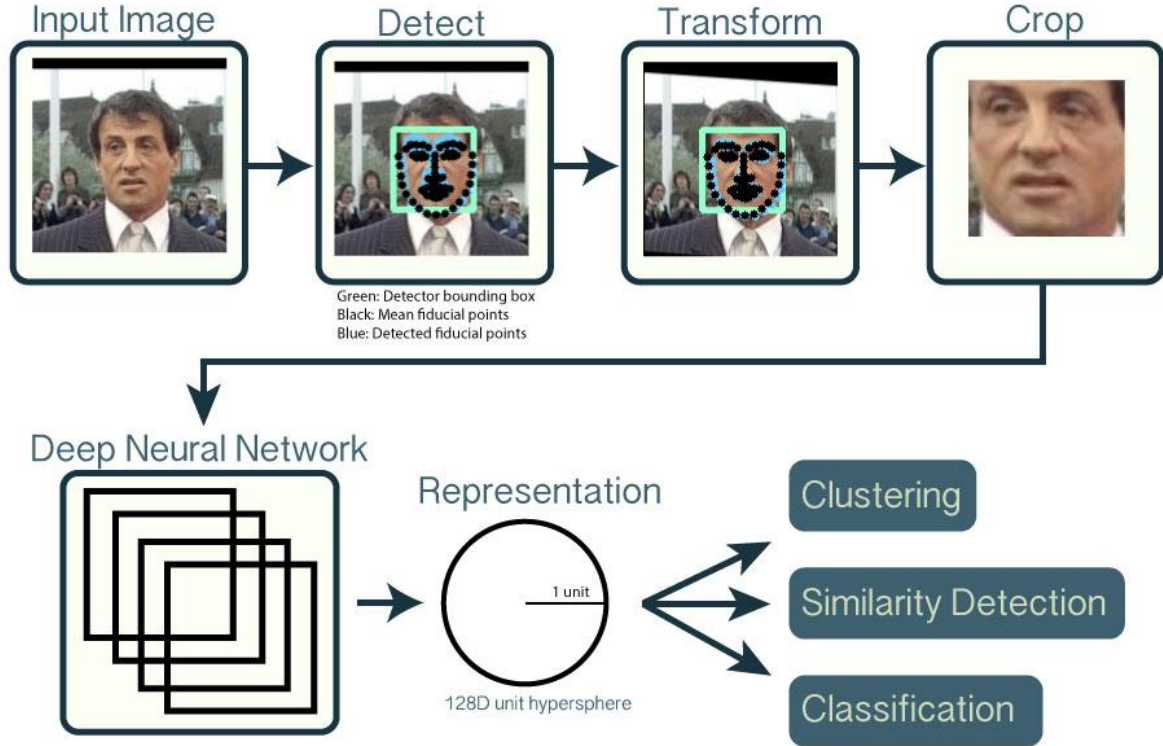 Input Image
Detect
Transform
Crop
Green: Detector bounding box
Black: Mean fiducial points
Blue: Detected fiducial points
Deep Neural Network
Representation
1 unit
128D unit hypersphere
Clustering
Similarity Detection
Classification